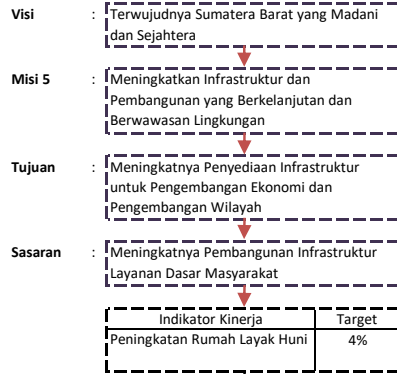 Visi : Terwujudnya Sumatera Barat yang Madani
dan Sejahtera
Misi 5 : Meningkatkan Infrastruktur dan
Pembangunan yang Berkelanjutan dan
Berwawasan Lingkungan
Tujuan : Meningkatnya Penyediaan Infrastruktur
untuk Pengembangan Ekonomi dan
Pengembangan Wilayah
Sasaran : Meningkatnya Pembangunan Infrastruktur
Layanan Dasar Masyarakat
Indikator Kinerja Target
Peningkatan Rumah Layak Huni 4%